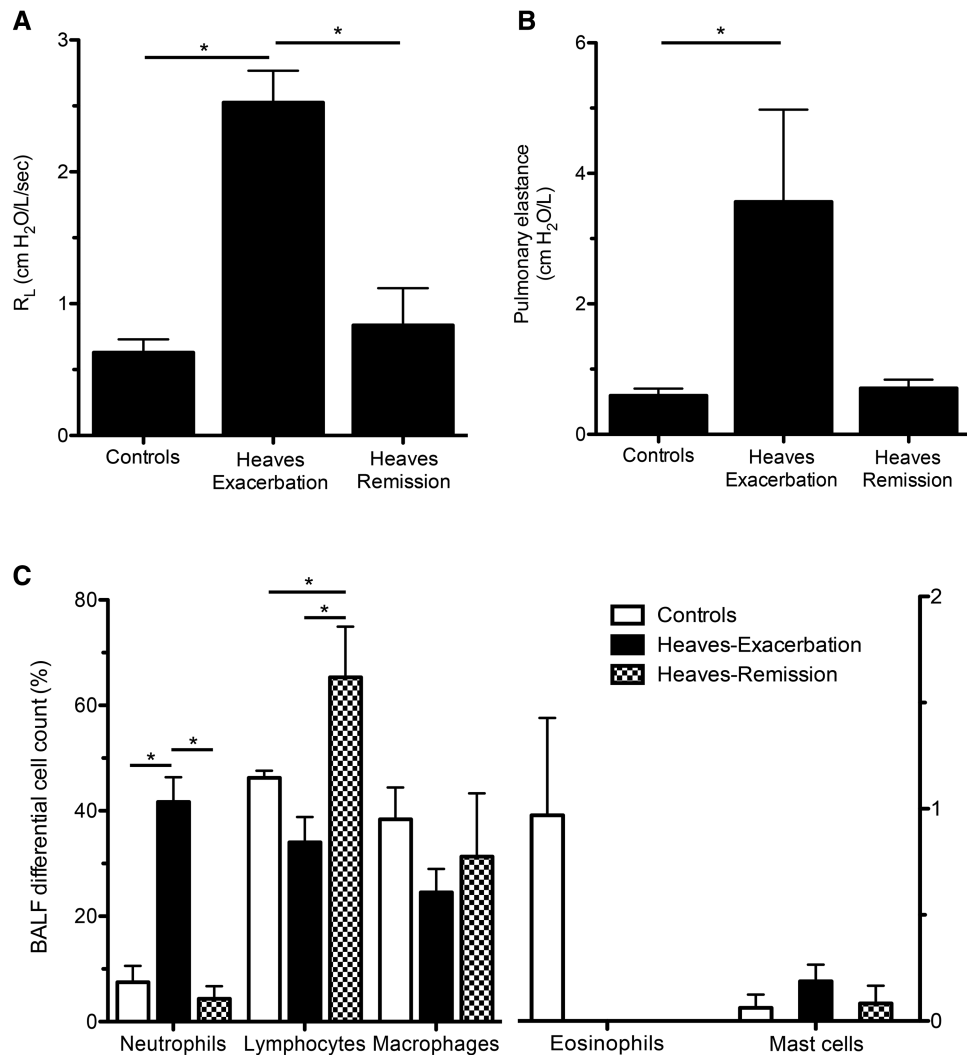 A
B
*
*
*
3
2
1
0
R_L (cm H₂O/L/sec)
Controls
Heaves
Exacerbation
Heaves
Remission
6
4
2
0
Pulmonary elastance
(cm H₂O/L)
Controls
Heaves
Exacerbation
Heaves
Remission
C
*
*
*
*
80
60
40
20
0
BALF differential cell count (%)
Controls
Heaves-Exacerbation
Heaves-Remission
2
1
0
Neutrophils
Lymphocytes
Macrophages
Eosinophils
Mast cells